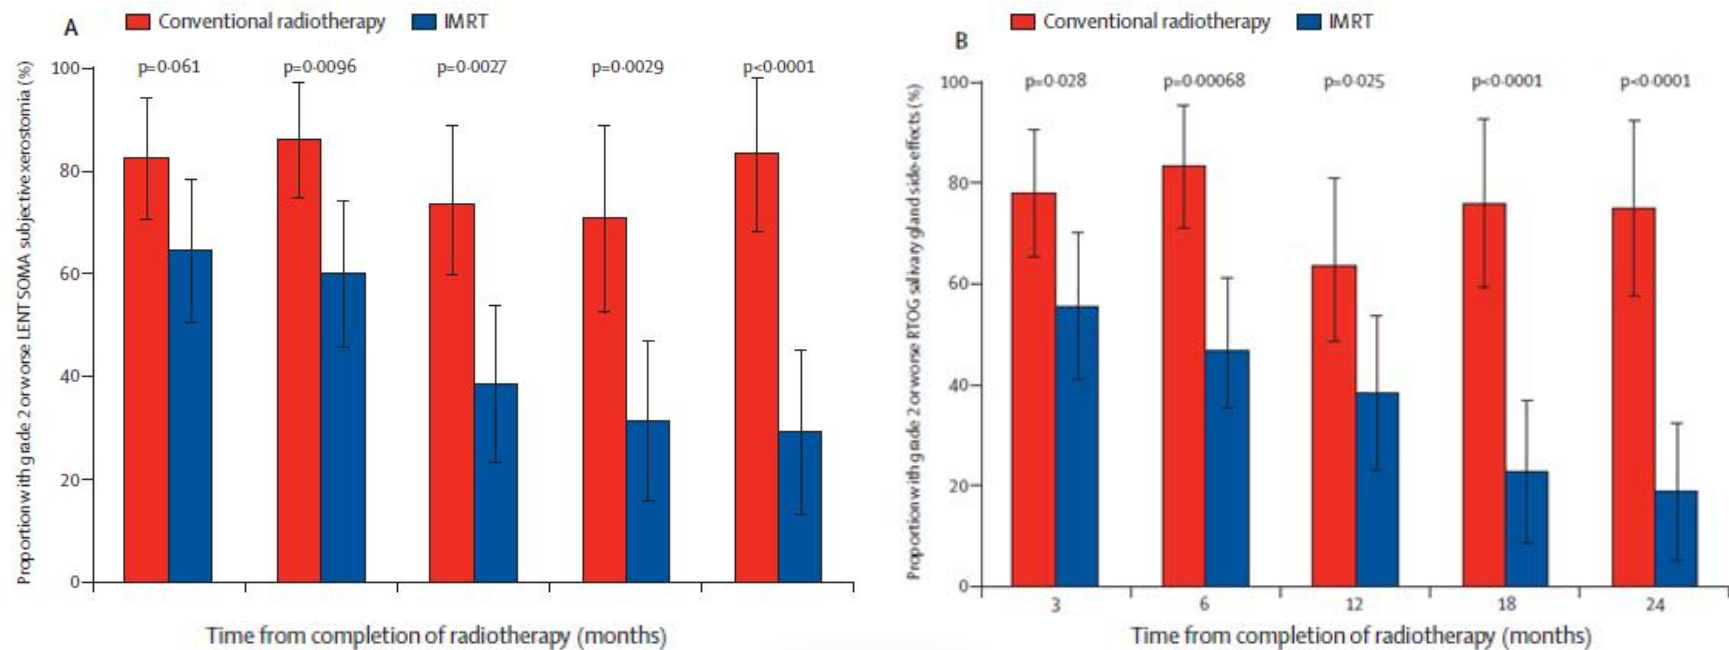 A
Conventional radiotherapy IMRT
Proportion with grade 2 or worse LENT SOMA subjective xerostomia (%)
100
80
60
40
20
0
p=0·061 p=0·0096 p=0·0027 p=0·0029 p<0·0001
Time from completion of radiotherapy (months)
B
Conventional radiotherapy IMRT
Proportion with grade 2 or worse RTOG salivary gland side-effects (%)
100
80
60
40
20
0
p=0·028 p=0·00068 p=0·025 p<0·0001 p<0·0001
3 6 12 18 24
Time from completion of radiotherapy (months)